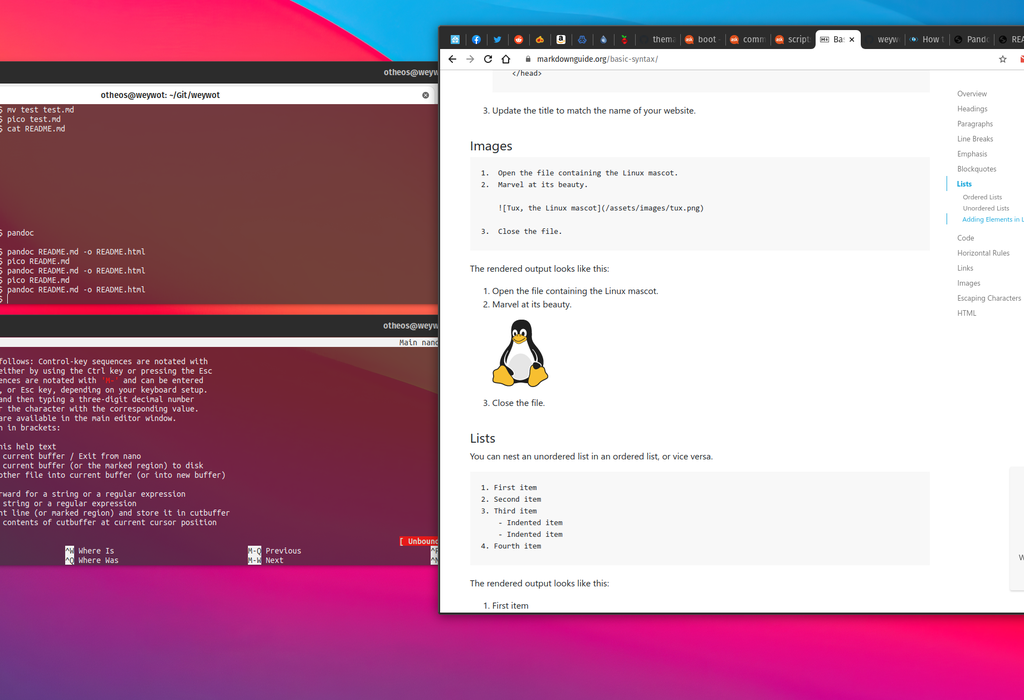 otheos@weyw
otheos@weywot: ~/Git/weywot
$ mv test test.md
$ pico test.md
$ cat README.md
$ pandoc
$ pandoc README.md -o README.html
$ pico README.md
$ pandoc README.md -o README.html
$ pico README.md
$ pandoc README.md -o README.html
$
otheos@weyw
Main nano
follows: Control-key sequences are notated with
either by using the Ctrl key or pressing the Esc
ences are notated with 'M-' and can be entered
, or Esc key, depending on your keyboard setup.
and then typing a three-digit decimal number
r the character with the corresponding value.
are available in the main editor window.
n in brackets:
his help text
current buffer / Exit from nano
current buffer (or the marked region) to disk
other file into current buffer (or into new buffer)
rward for a string or a regular expression
string or a regular expression
nt line (or marked region) and store it in cutbuffer
contents of cutbuffer at current cursor position
[ Unbound
^W Where Is M-Q Previous
^Q Where Was M-W Next
thema boot- comm script Ba weyw How t Pand REA
markdownguide.org/basic-syntax/
</head>
3. Update the title to match the name of your website.
Images
1. Open the file containing the Linux mascot.
2. Marvel at its beauty.
![Tux, the Linux mascot](/assets/images/tux.png)
3. Close the file.
The rendered output looks like this:
1. Open the file containing the Linux mascot.
2. Marvel at its beauty.
3. Close the file.
Lists
You can nest an unordered list in an ordered list, or vice versa.
1. First item
2. Second item
3. Third item
- Indented item
- Indented item
4. Fourth item
The rendered output looks like this:
1. First item
Overview
Headings
Paragraphs
Line Breaks
Emphasis
Blockquotes
Lists
Ordered Lists
Unordered Lists
Adding Elements in L
Code
Horizontal Rules
Links
Images
Escaping Characters
HTML
W